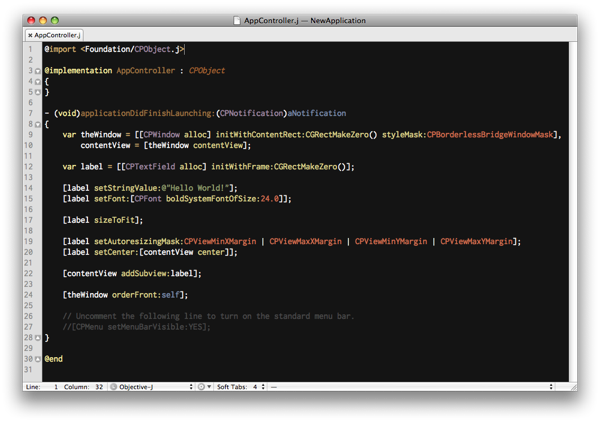 AppController.j — NewApplication
× AppController.j
1 @import <Foundation/CPObject.j>
2
3 @implementation AppController : CPObject
4 {
5 }
6
7 - (void)applicationDidFinishLaunching:(CPNotification)aNotification
8 {
9     var theWindow = [[CPWindow alloc] initWithContentRect:CGRectMakeZero() styleMask:CPBorderlessBridgeWindowMask],
10         contentView = [theWindow contentView];
11
12     var label = [[CPTextField alloc] initWithFrame:CGRectMakeZero()];
13
14     [label setStringValue:@"Hello World!"];
15     [label setFont:[CPFont boldSystemFontOfSize:24.0]];
16
17     [label sizeToFit];
18
19     [label setAutoresizingMask:CPViewMinXMargin | CPViewMaxXMargin | CPViewMinYMargin | CPViewMaxYMargin];
20     [label setCenter:[contentView center]];
21
22     [contentView addSubview:label];
23
24     [theWindow orderFront:self];
25
26     // Uncomment the following line to turn on the standard menu bar.
27     //[CPMenu setMenuBarVisible:YES];
28 }
29
30 @end
31
Line: 1 Column: 32 Objective-J Soft Tabs: 4 —